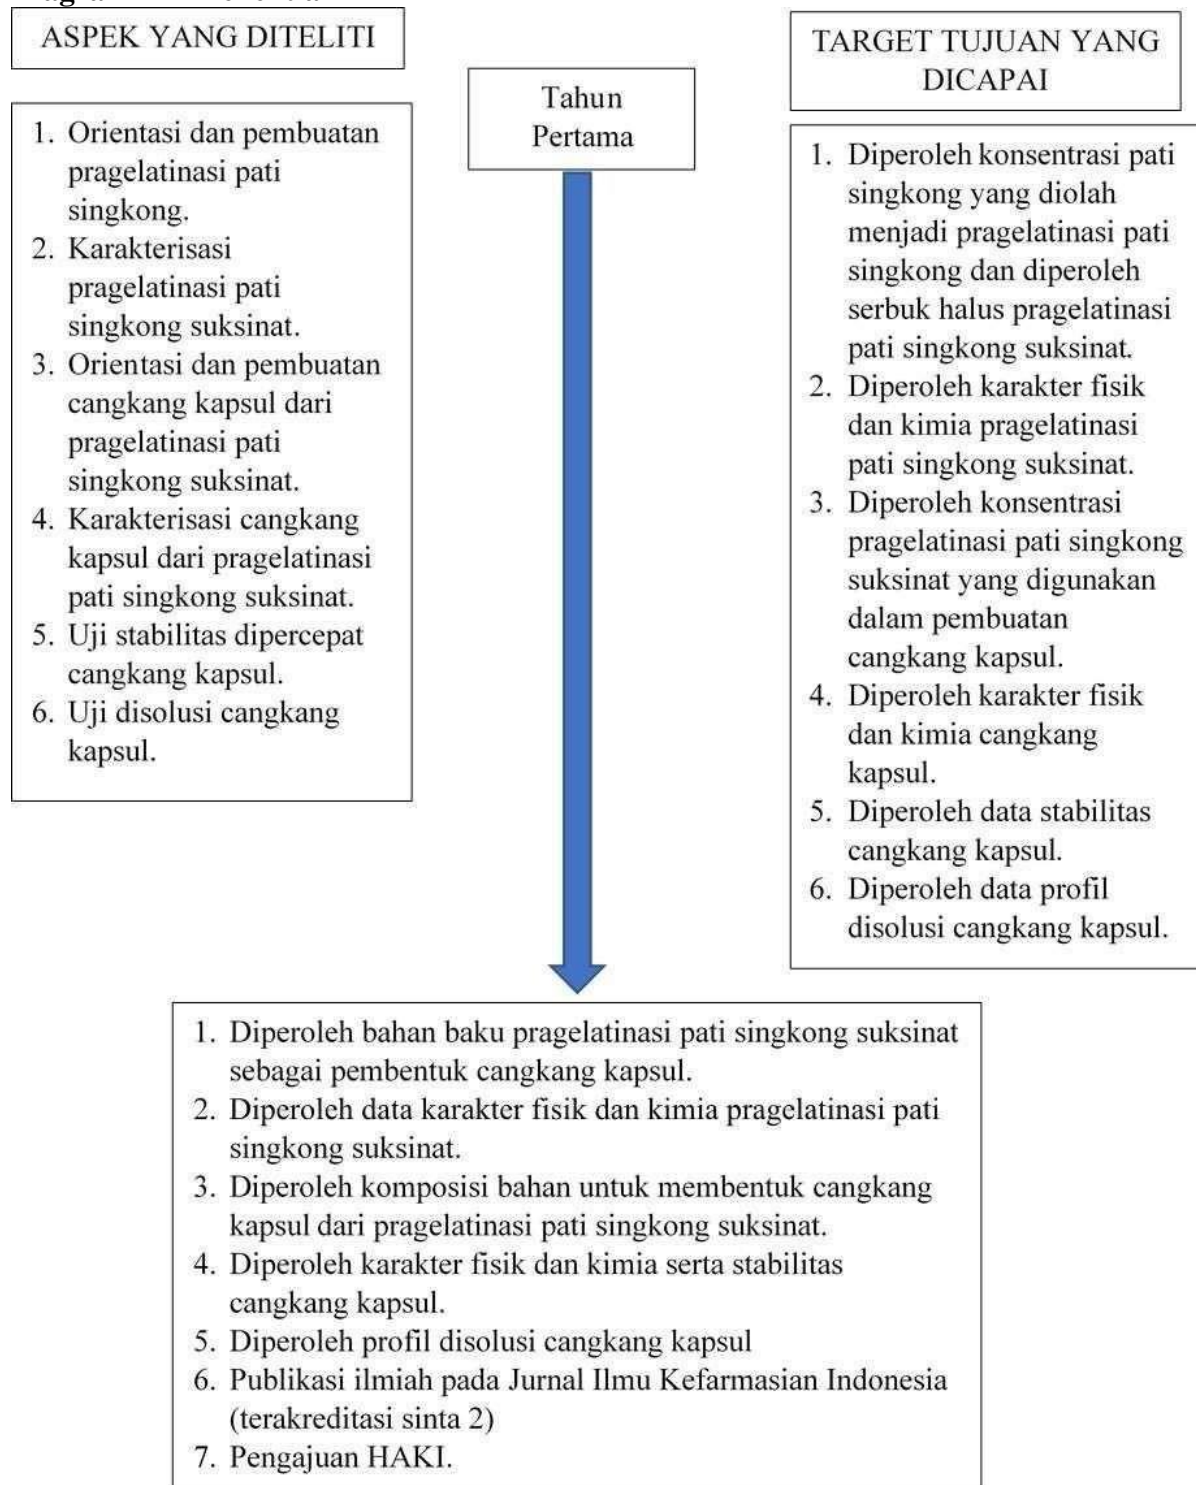 ASPEK YANG DITELITI
1. Orientasi dan pembuatan
pragelatinasi pati
singkong.
2. Karakterisasi
pragelatinasi pati
singkong suksinat.
3. Orientasi dan pembuatan
cangkang kapsul dari
pragelatinasi pati
singkong suksinat.
4. Karakterisasi cangkang
kapsul dari pragelatinasi
pati singkong suksinat.
5. Uji stabilitas dipercepat
cangkang kapsul.
6. Uji disolusi cangkang
kapsul.
Tahun
Pertama
TARGET TUJUAN YANG
DICAPAI
1. Diperoleh konsentrasi pati
singkong yang diolah
menjadi pragelatinasi pati
singkong dan diperoleh
serbuk halus pragelatinasi
pati singkong suksinat.
2. Diperoleh karakter fisik
dan kimia pragelatinasi
pati singkong suksinat.
3. Diperoleh konsentrasi
pragelatinasi pati singkong
suksinat yang digunakan
dalam pembuatan
cangkang kapsul.
4. Diperoleh karakter fisik
dan kimia cangkang
kapsul.
5. Diperoleh data stabilitas
cangkang kapsul.
6. Diperoleh data profil
disolusi cangkang kapsul.
1. Diperoleh bahan baku pragelatinasi pati singkong suksinat
sebagai pembentuk cangkang kapsul.
2. Diperoleh data karakter fisik dan kimia pragelatinasi pati
singkong suksinat.
3. Diperoleh komposisi bahan untuk membentuk cangkang
kapsul dari pragelatinasi pati singkong suksinat.
4. Diperoleh karakter fisik dan kimia serta stabilitas
cangkang kapsul.
5. Diperoleh profil disolusi cangkang kapsul
6. Publikasi ilmiah pada Jurnal Ilmu Kefarmasian Indonesia
(terakreditasi sinta 2)
7. Pengajuan HAKI.